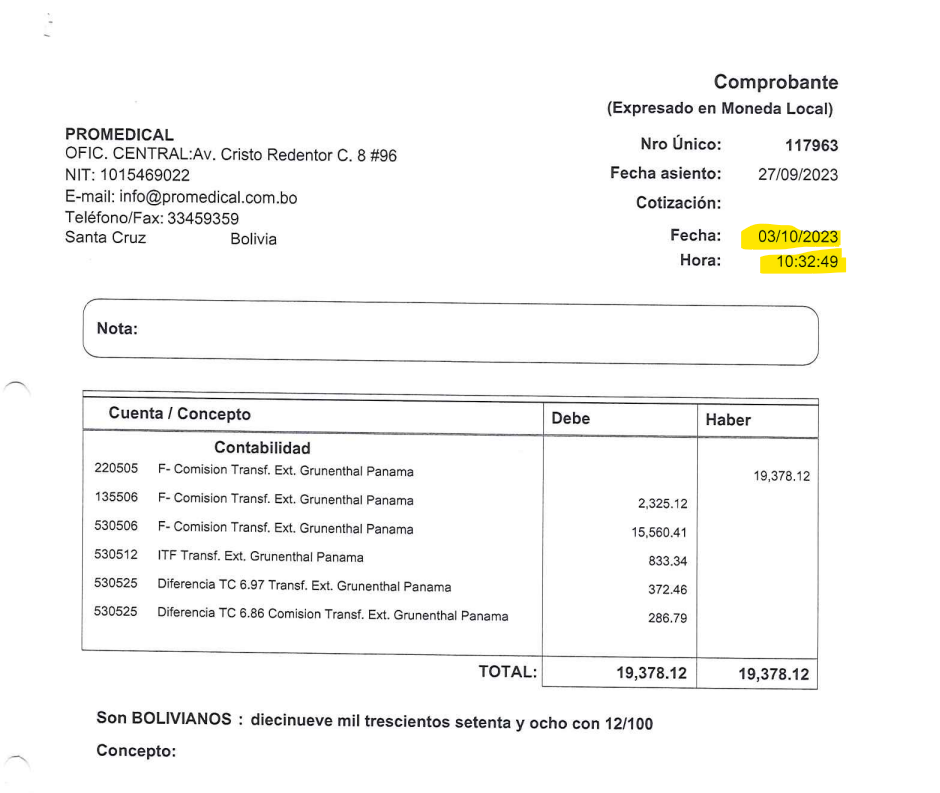 Comprobante
(Expresado en Moneda Local)
PROMEDICAL
OFIC. CENTRAL:Av. Cristo Redentor C. 8 #96
NIT: 1015469022
E-mail: info@promedical.com.bo
Teléfono/Fax: 33459359
Santa Cruz Bolivia
Nro Único: 117963
Fecha asiento: 27/09/2023
Cotización:
Fecha: 03/10/2023
Hora: 10:32:49
Nota:
Cuenta / Concepto Debe Haber
Contabilidad
220505 F- Comision Transf. Ext. Grunenthal Panama 19,378.12
135506 F- Comision Transf. Ext. Grunenthal Panama 2,325.12
530506 F- Comision Transf. Ext. Grunenthal Panama 15,560.41
530512 ITF Transf. Ext. Grunenthal Panama 833.34
530525 Diferencia TC 6.97 Transf. Ext. Grunenthal Panama 372.46
530525 Diferencia TC 6.86 Comision Transf. Ext. Grunenthal Panama 286.79
TOTAL: 19,378.12 19,378.12
Son BOLIVIANOS : diecinueve mil trescientos setenta y ocho con 12/100
Concepto: